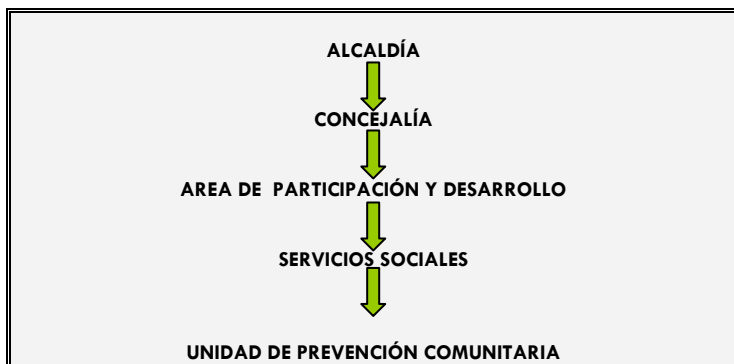 ALCALDÍA
CONCEJALÍA
AREA DE PARTICIPACIÓN Y DESARROLLO
SERVICIOS SOCIALES
UNIDAD DE PREVENCIÓN COMUNITARIA